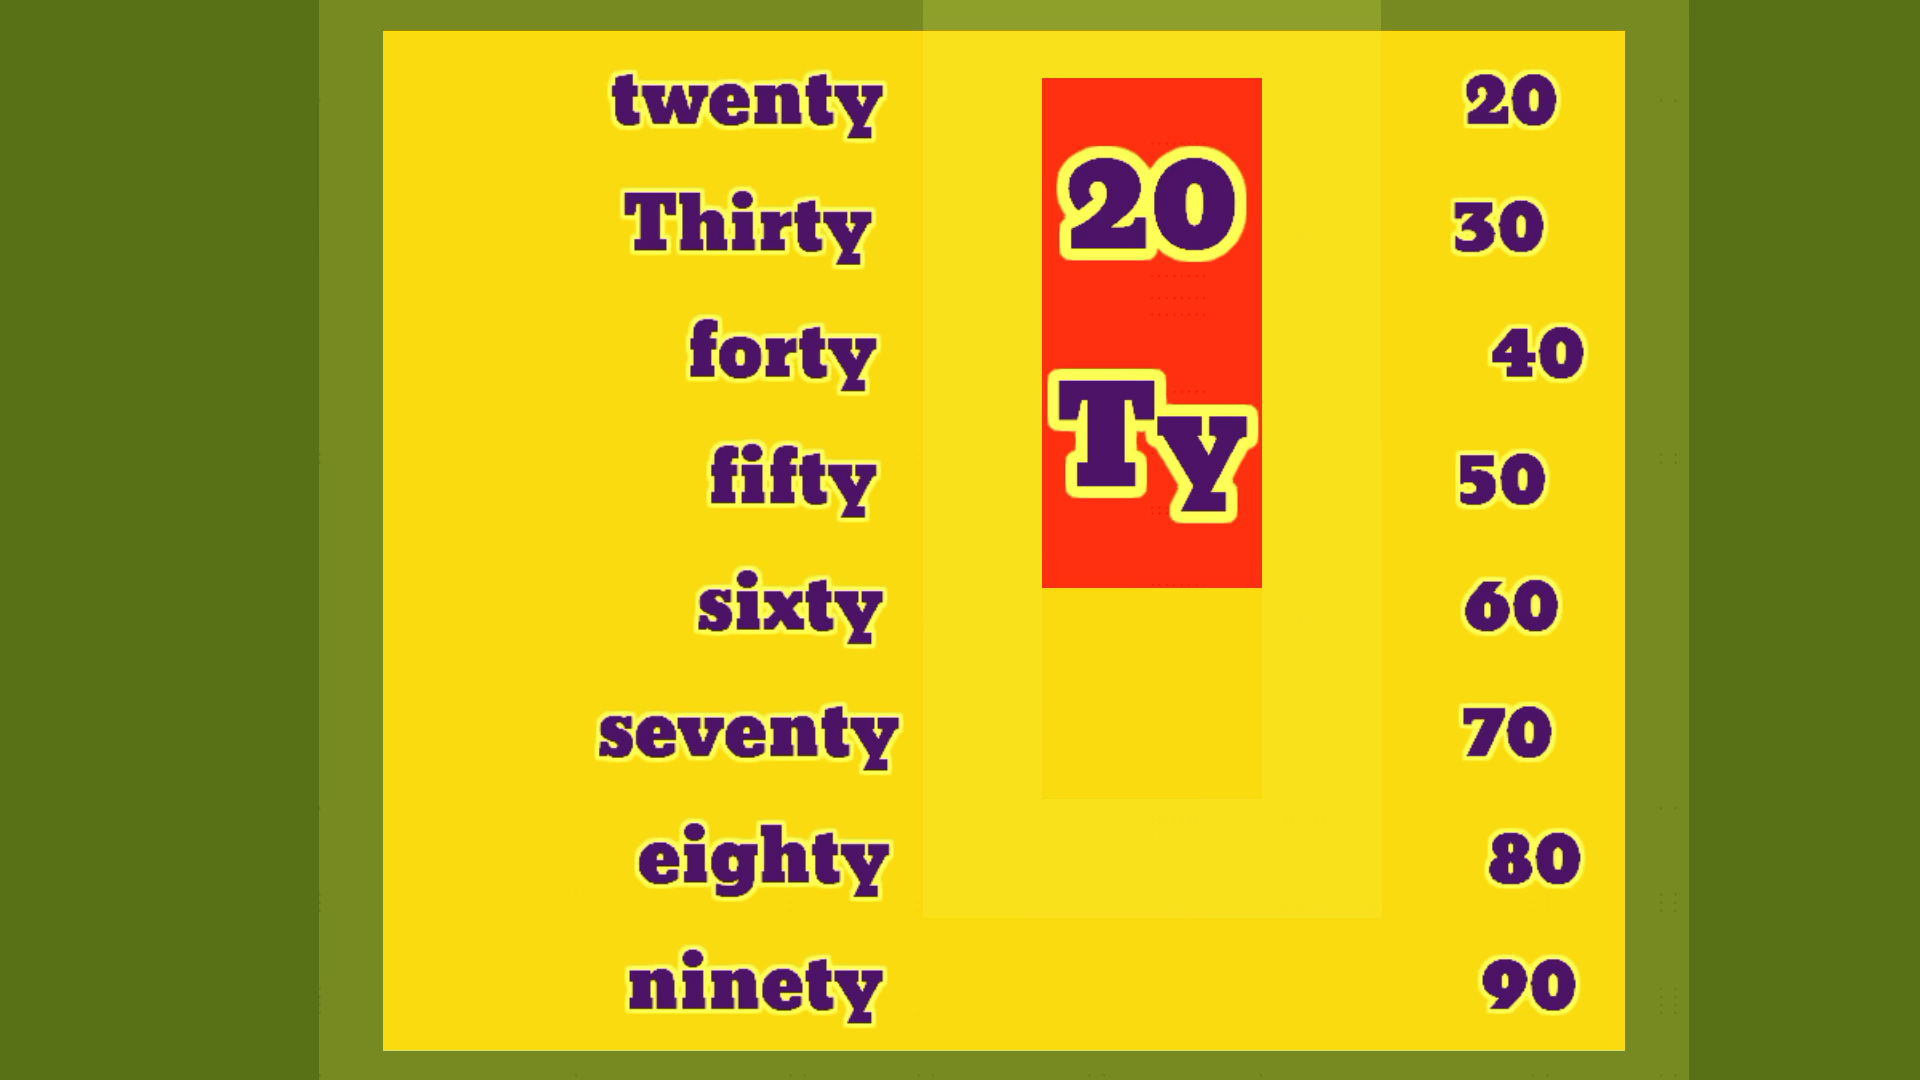 twenty 20
Thirty 30
forty 40
fifty 50
sixty 60
seventy 70
eighty 80
ninety 90
20
Ty